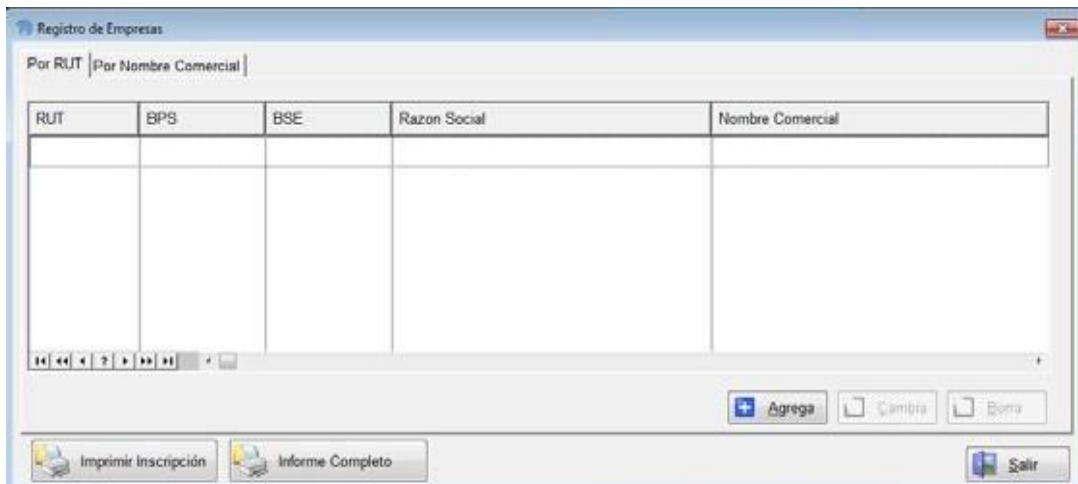 Registro de Empresas
Por RUT Por Nombre Comercial
RUT BPS BSE Razon Social Nombre Comercial
?
Agrega Cambia Borra
Imprimir Inscripción Informe Completo Salir